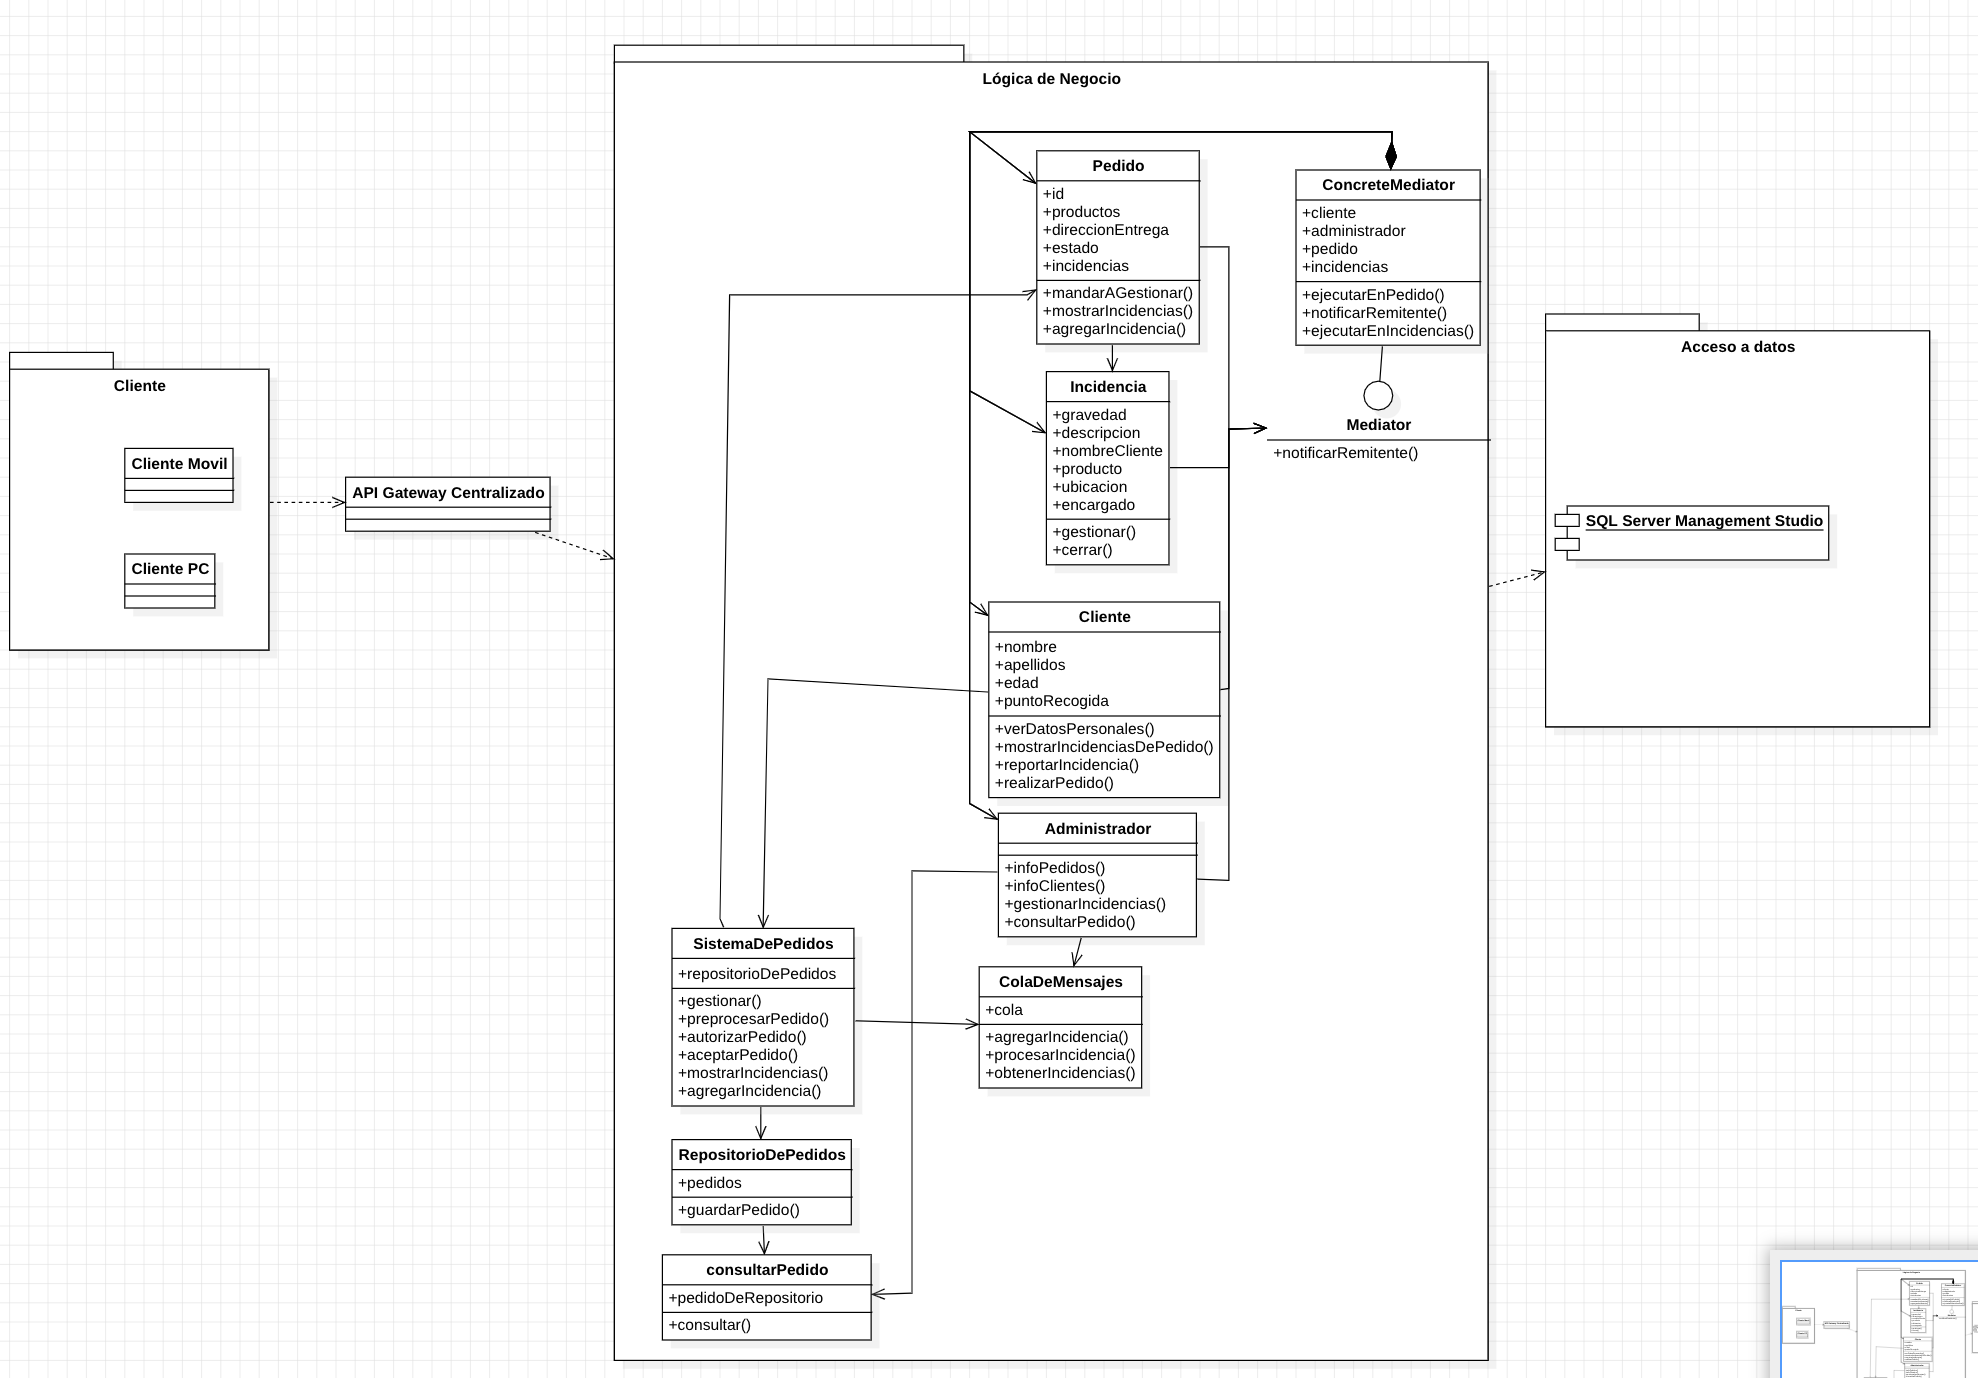 Lógica de Negocio
Pedido
+id
+productos
+direccionEntrega
+estado
+incidencias
+mandarAGestionar()
+mostrarIncidencias()
+agregarIncidencia()
ConcreteMediator
+cliente
+administrador
+pedido
+incidencias
+ejecutarEnPedido()
+notificarRemitente()
+ejecutarEnIncidencias()
Mediator
+notificarRemitente()
Incidencia
+gravedad
+descripcion
+nombreCliente
+producto
+ubicacion
+encargado
+gestionar()
+cerrar()
Cliente
Cliente Movil
Cliente PC
API Gateway Centralizado
Acceso a datos
SQL Server Management Studio
Cliente
+nombre
+apellidos
+edad
+puntoRecogida
+verDatosPersonales()
+mostrarIncidenciasDePedido()
+reportarIncidencia()
+realizarPedido()
Administrador
+infoPedidos()
+infoClientes()
+gestionarIncidencias()
+consultarPedido()
SistemaDePedidos
+repositorioDePedidos
+gestionar()
+preprocesarPedido()
+autorizarPedido()
+aceptarPedido()
+mostrarIncidencias()
+agregarIncidencia()
ColaDeMensajes
+cola
+agregarIncidencia()
+procesarIncidencia()
+obtenerIncidencias()
RepositorioDePedidos
+pedidos
+guardarPedido()
consultarPedido
+pedidoDeRepositorio
+consultar()